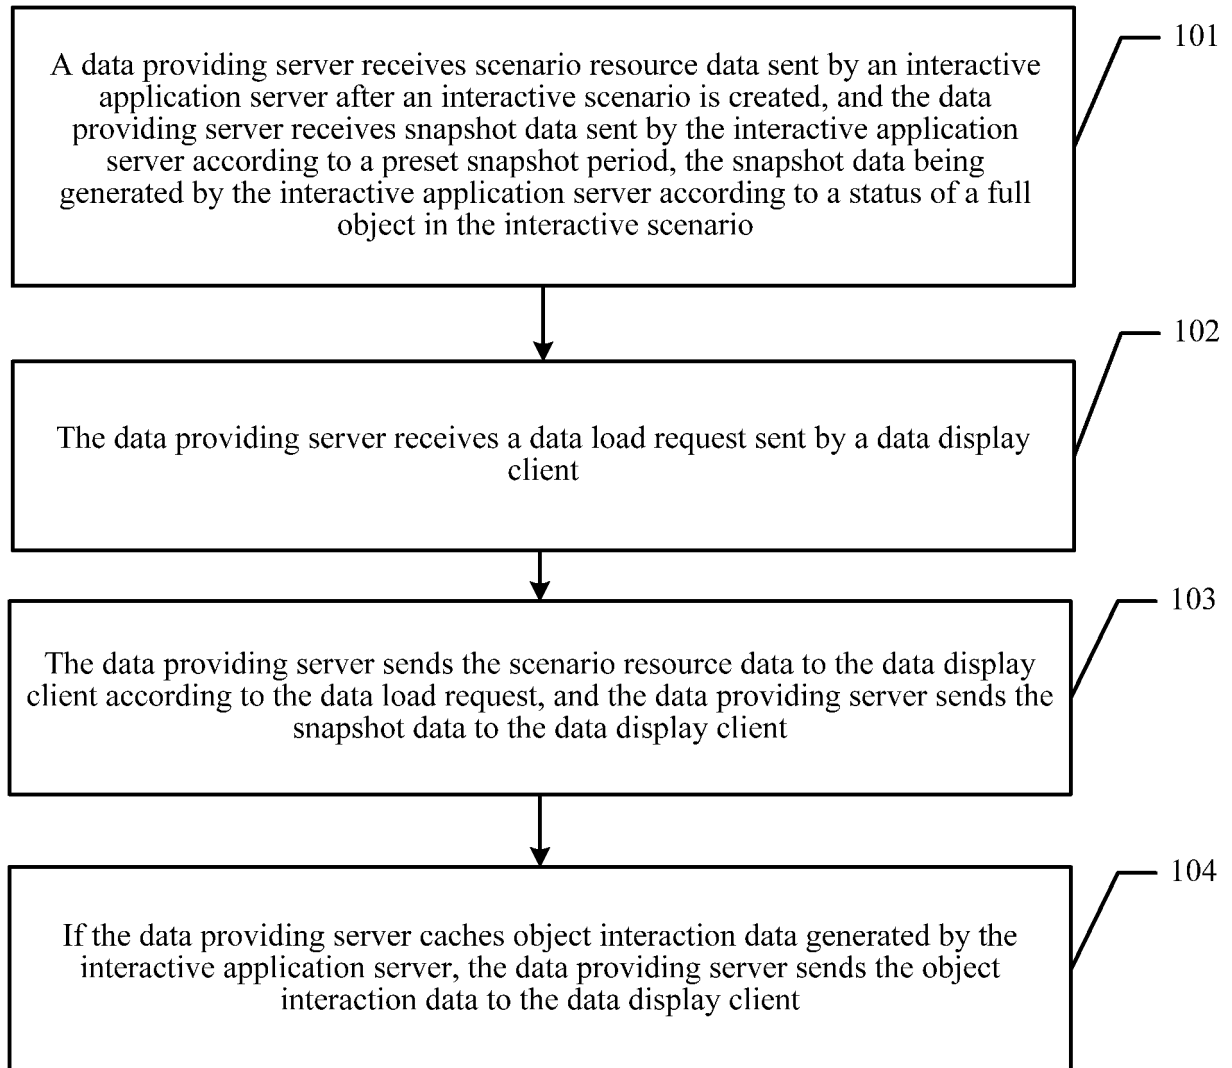 101
A data providing server receives scenario resource data sent by an interactive
application server after an interactive scenario is created, and the data
providing server receives snapshot data sent by the interactive application
server according to a preset snapshot period, the snapshot data being
generated by the interactive application server according to a status of a full
object in the interactive scenario
102
The data providing server receives a data load request sent by a data display
client
103
The data providing server sends the scenario resource data to the data display
client according to the data load request, and the data providing server sends the
snapshot data to the data display client
104
If the data providing server caches object interaction data generated by the
interactive application server, the data providing server sends the object
interaction data to the data display client